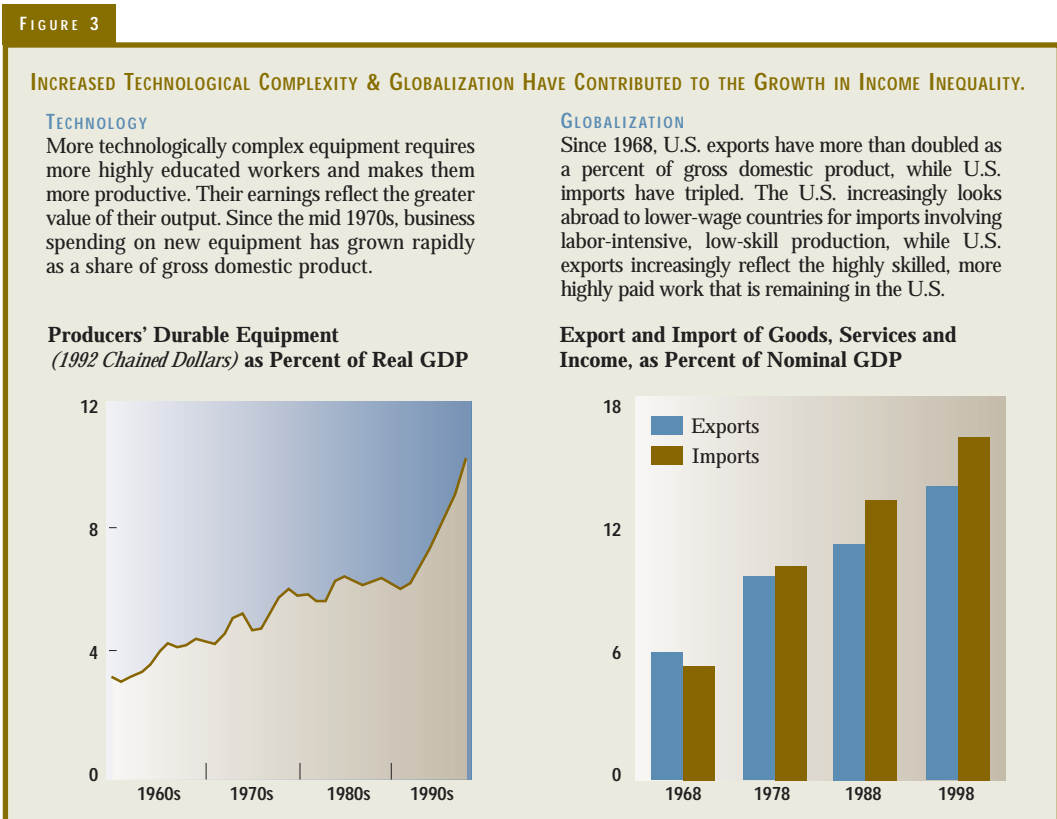 FIGURE 3
INCREASED TECHNOLOGICAL COMPLEXITY & GLOBALIZATION HAVE CONTRIBUTED TO THE GROWTH IN INCOME INEQUALITY.
TECHNOLOGY
More technologically complex equipment requires
more highly educated workers and makes them
more productive. Their earnings reflect the greater
value of their output. Since the mid 1970s, business
spending on new equipment has grown rapidly
as a share of gross domestic product.
Producers' Durable Equipment
(1992 Chained Dollars) as Percent of Real GDP
12
8
4
0
1960s 1970s 1980s 1990s
GLOBALIZATION
Since 1968, U.S. exports have more than doubled as
a percent of gross domestic product, while U.S.
imports have tripled. The U.S. increasingly looks
abroad to lower-wage countries for imports involving
labor-intensive, low-skill production, while U.S.
exports increasingly reflect the highly skilled, more
highly paid work that is remaining in the U.S.
Export and Import of Goods, Services and
Income, as Percent of Nominal GDP
18
Exports
Imports
12
6
0
1968 1978 1988 1998